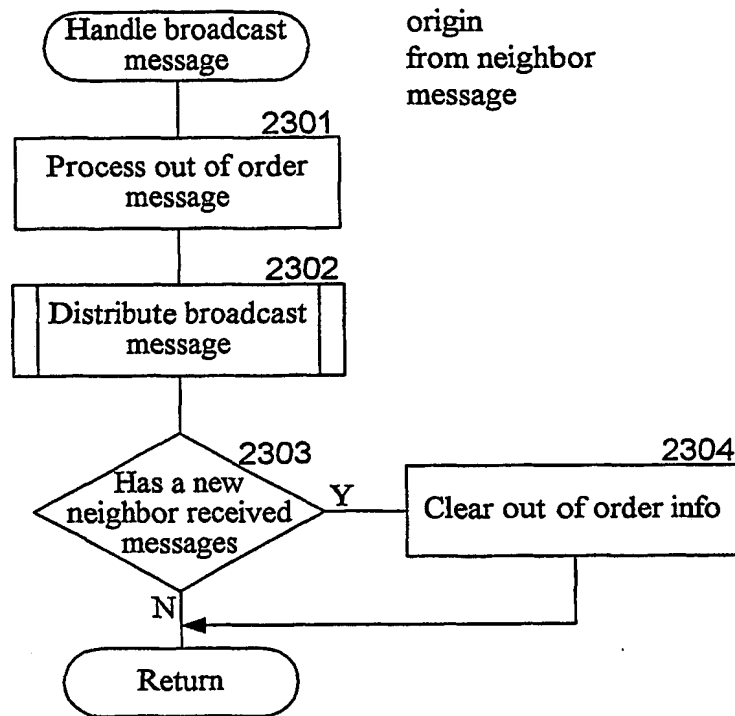 Handle broadcast
message
origin
from neighbor
message
2301
Process out of order
message
2302
Distribute broadcast
message
2303
Has a new
neighbor received
messages
Y
2304
Clear out of order info
N
Return